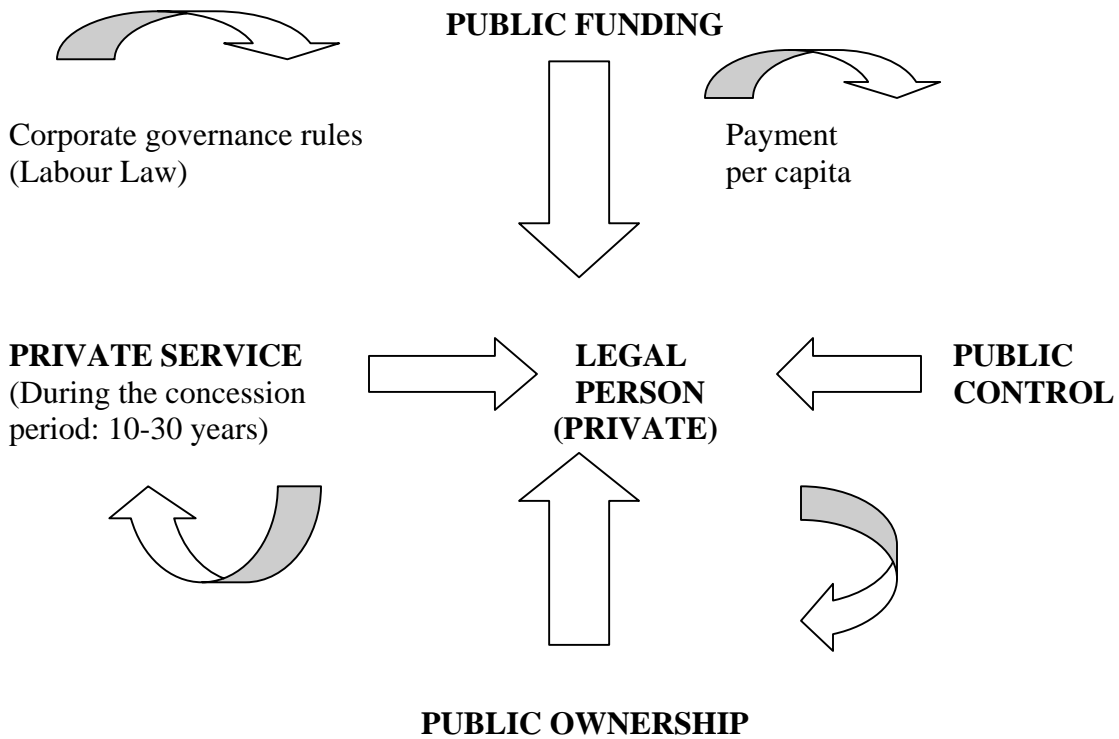 PUBLIC FUNDING
Corporate governance rules
(Labour Law)
Payment
per capita
PRIVATE SERVICE
(During the concession
period: 10-30 years)
LEGAL
PERSON
(PRIVATE)
PUBLIC
CONTROL
PUBLIC OWNERSHIP